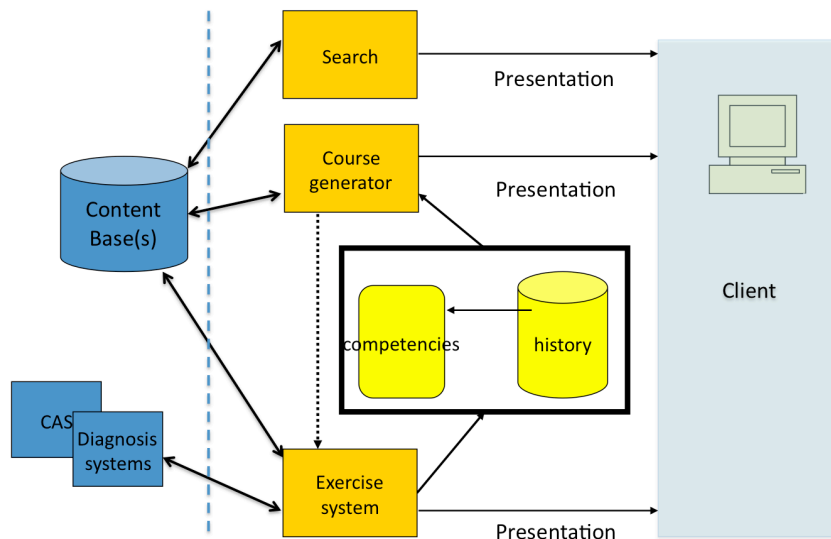 Search
Presentation
Course
generator
Presentation
Content
Base(s)
competencies
history
Client
CAS
Diagnosis
systems
Exercise
system
Presentation